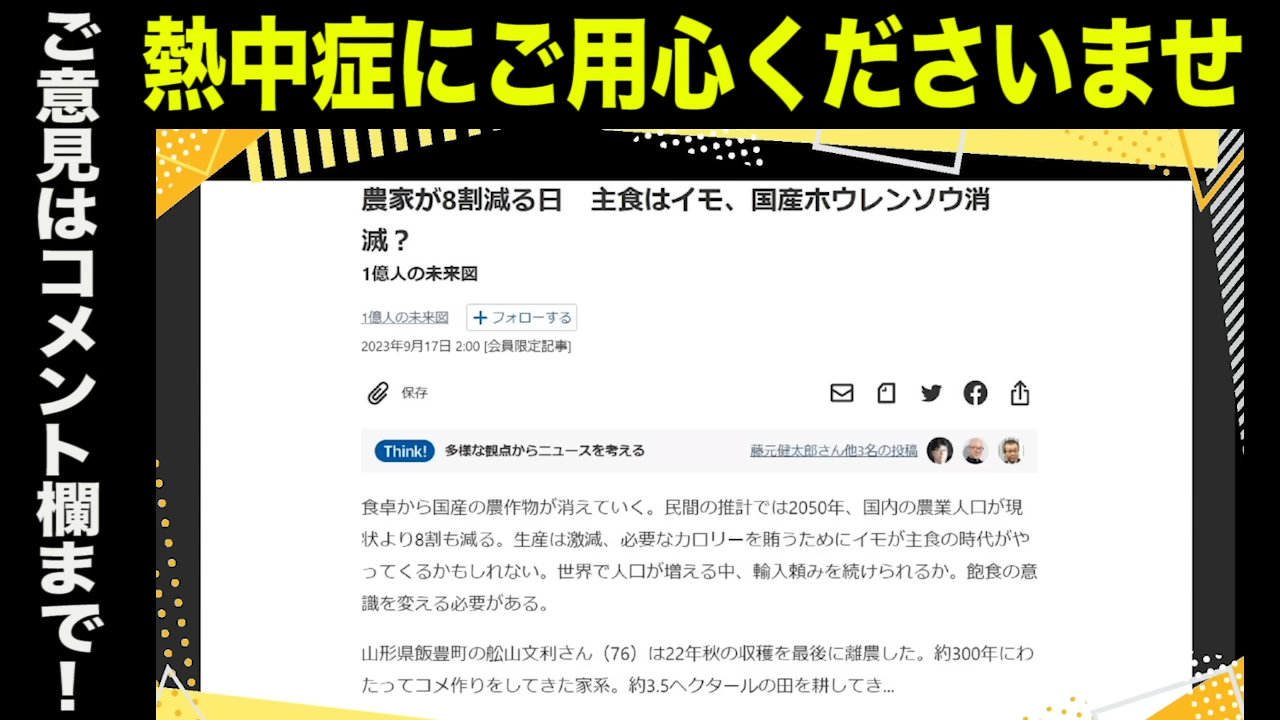 熱中症にご用心くださいませ
ご意見はコメント欄まで！
農家が8割減る日　主食はイモ、国産ホウレンソウ消
滅？
1億人の未来図
1億人の未来図 ＋フォローする
2023年9月17日 2:00 [会員限定記事]
保存
Think! 多様な観点からニュースを考える 藤元健太郎さん他3名の投稿
食卓から国産の農作物が消えていく。民間の推計では2050年、国内の農業人口が現
状より8割も減る。生産は激減、必要なカロリーを賄うためにイモが主食の時代がや
ってくるかもしれない。世界で人口が増える中、輸入頼みを続けられるか。飽食の意
識を変える必要がある。
山形県飯豊町の舩山文利さん（76）は22年秋の収穫を最後に離農した。約300年にわ
たってコメ作りをしてきた家系。約3.5ヘクタールの田を耕してき...